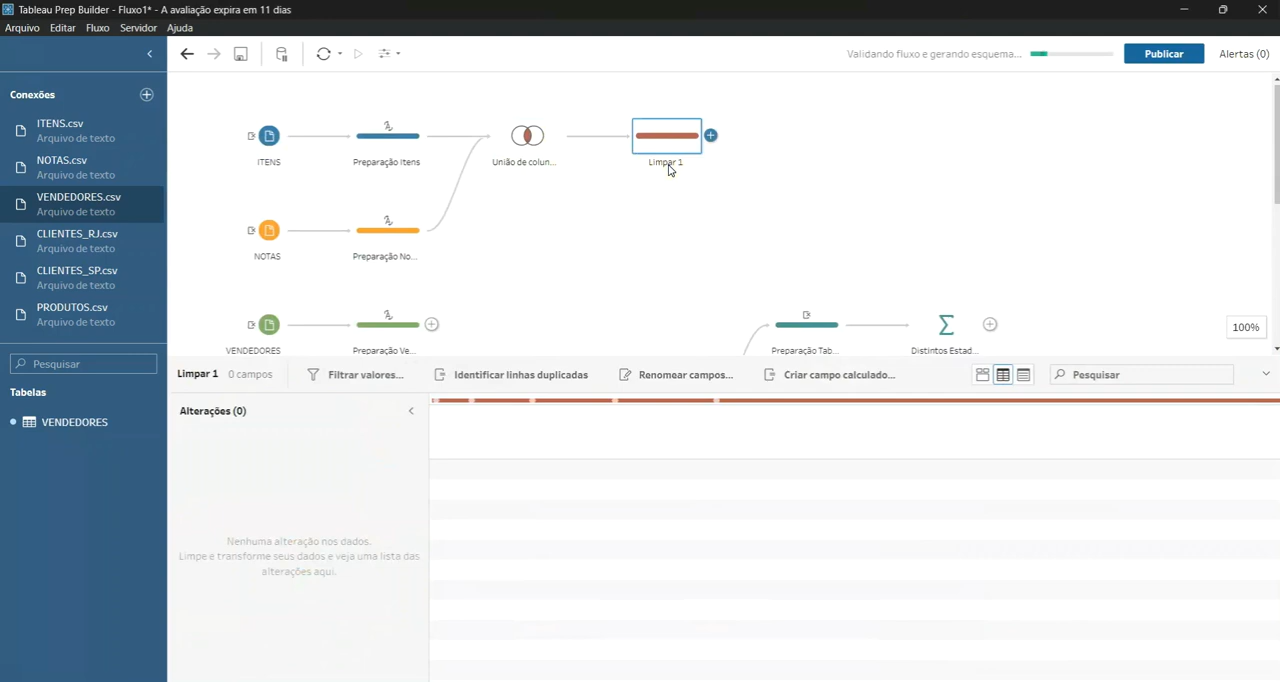 Tableau Prep Builder - Fluxo1* - A avaliação expira em 11 dias
Arquivo Editar Fluxo Servidor Ajuda
Validando fluxo e gerando esquema...
Publicar
Alertas (0)
Conexões
ITENS.csv
Arquivo de texto
NOTAS.csv
Arquivo de texto
VENDEDORES.csv
Arquivo de texto
CLIENTES_RJ.csv
Arquivo de texto
CLIENTES_SP.csv
Arquivo de texto
PRODUTOS.csv
Arquivo de texto
Pesquisar
Tabelas
VENDEDORES
ITENS
Preparação Itens
União de colun...
Limpar 1
NOTAS
Preparação No...
VENDEDORES
Preparação Ve...
Preparação Tab...
Distintos Estad...
100%
Limpar 1 0 campos
Filtrar valores...
Identificar linhas duplicadas
Renomear campos...
Criar campo calculado...
Pesquisar
Alterações (0)
Nenhuma alteração nos dados.
Limpe e transforme seus dados e veja uma lista das
alterações aqui.